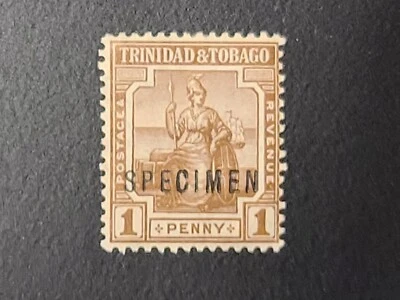 TRINIDAD & TOBAGO
POSTAGE &
REVENUE
SPECIMEN
1 PENNY 1